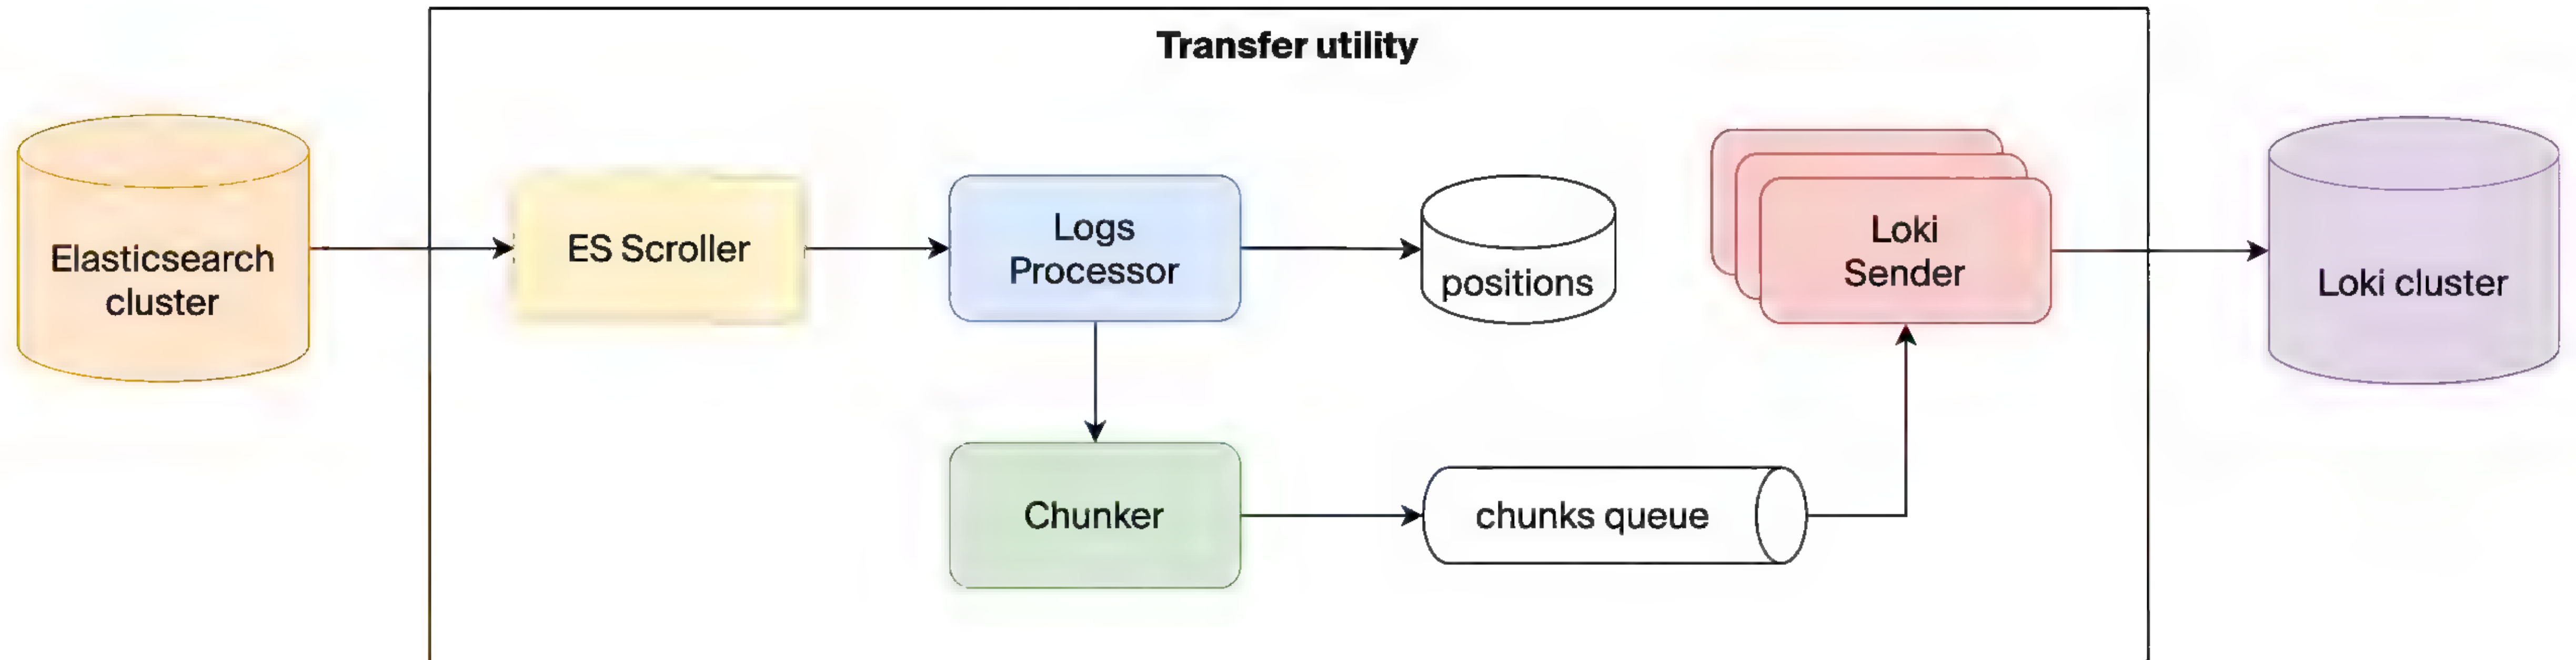 Transfer utility
Elasticsearch
cluster
ES Scroller
Logs
Processor
positions
Loki
Sender
Loki cluster
Chunker
chunks queue